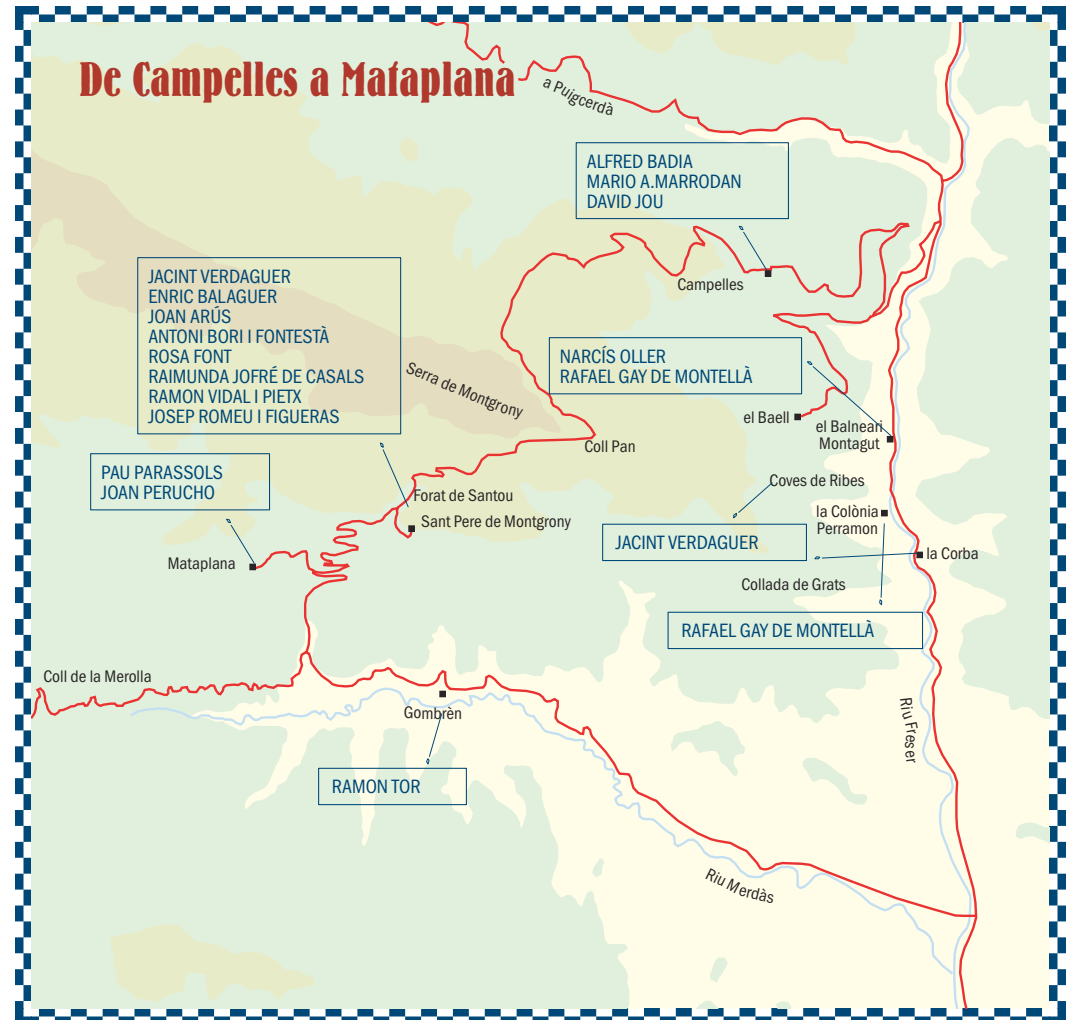 De Campelles a Mataplana
a Puigcerdà
ALFRED BADIA
MARIO A.MARRODAN
DAVID JOU
Campelles
JACINT VERDAGUER
ENRIC BALAGUER
JOAN ARÚS
ANTONI BORI I FONTESTÀ
ROSA FONT
RAIMUNDA JOFRÉ DE CASALS
RAMON VIDAL I PIETX
JOSEP ROMEU I FIGUERAS
Serra de Montgrony
NARCÍS OLLER
RAFAEL GAY DE MONTELLÀ
el Baell
el Balneari
Montagut
Coll Pan
PAU PARASSOLS
JOAN PERUCHO
Coves de Ribes
Forat de Santou
Sant Pere de Montgrony
la Colònia
Perramon
JACINT VERDAGUER
la Corba
Mataplana
Collada de Grats
RAFAEL GAY DE MONTELLÀ
Coll de la Merolla
Gombrèn
Riu Freser
RAMON TOR
Riu Merdàs